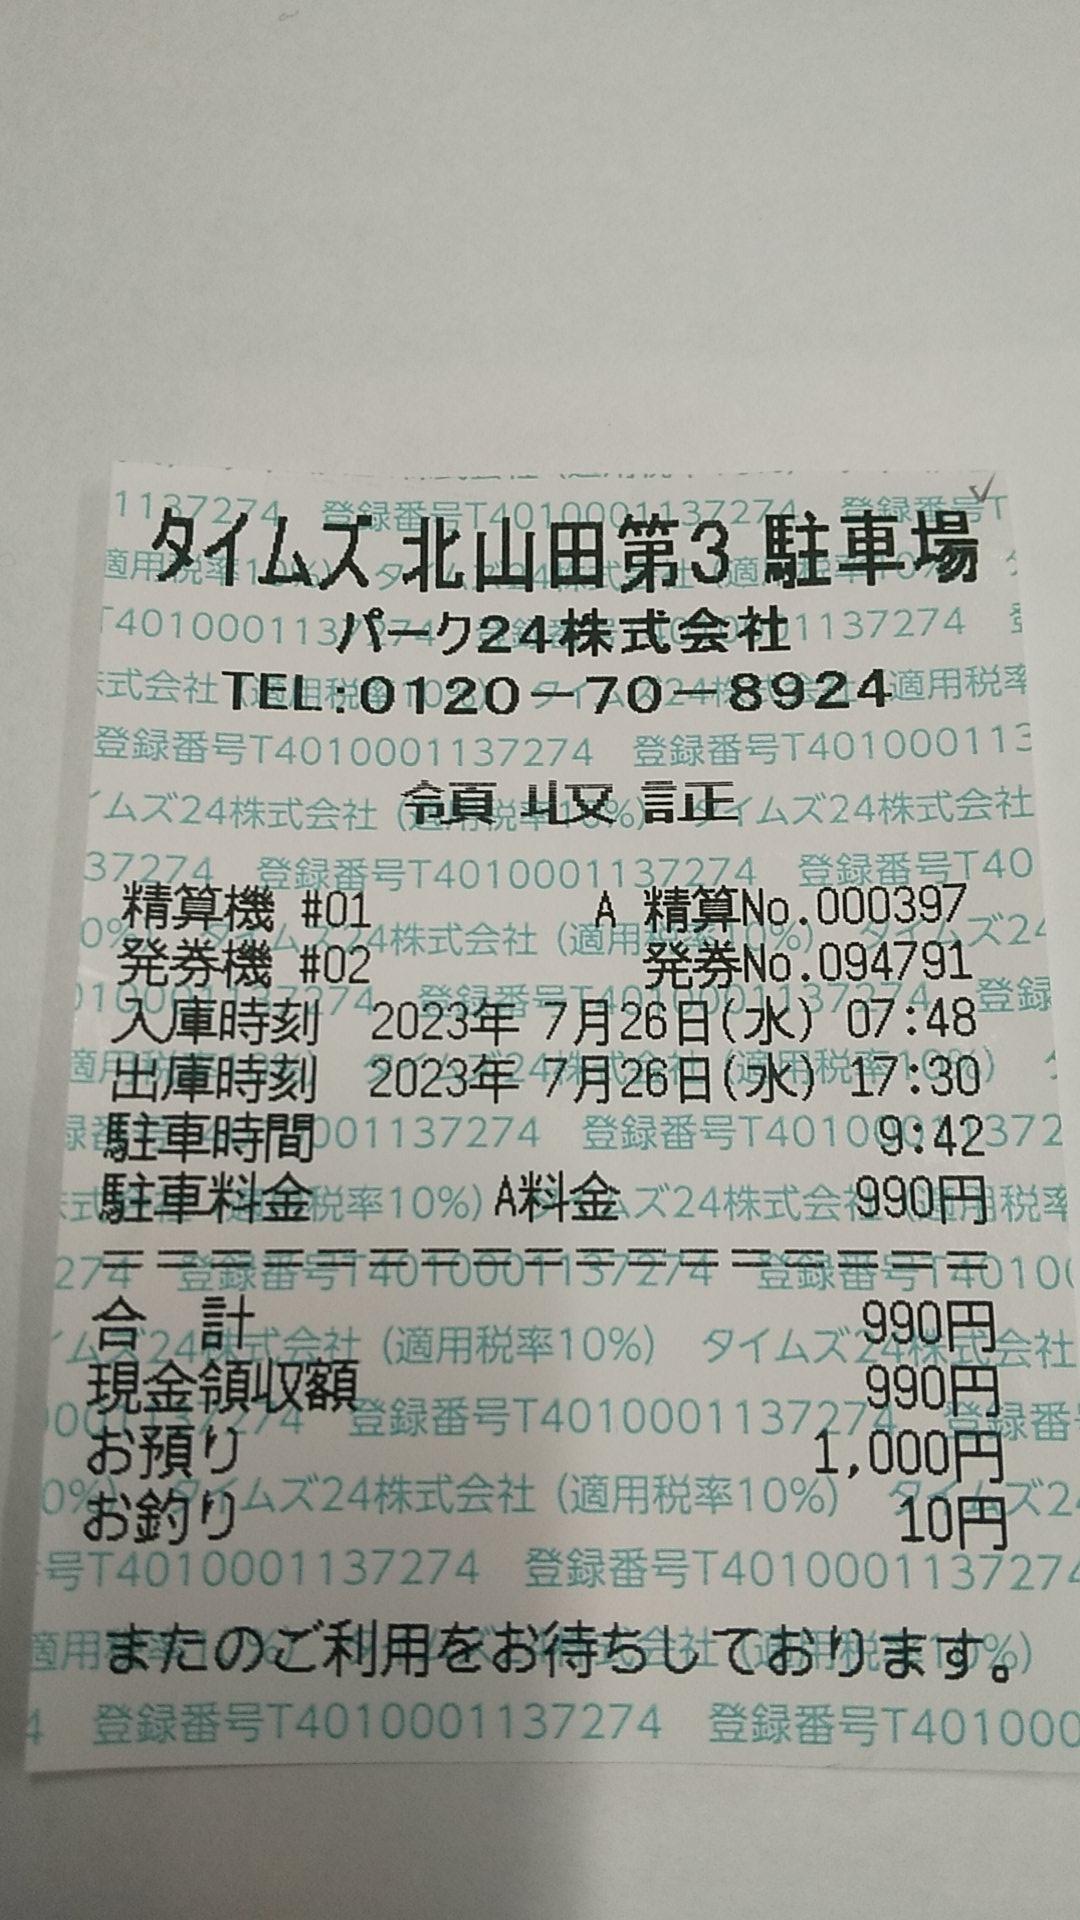 タイムズ 北山田第3 駐車場
パーク24株式会社
TEL:0120-70-8924
領 収 証
精算機 #01 A 精算No.000397
発券機 #02 発券No.094791
入庫時刻 2023年 7月26日(水) 07:48
出庫時刻 2023年 7月26日(水) 17:30
駐車時間 9:42
駐車料金 A料金 990円
=================
合 計 990円
現金領収額 990円
お預り 1,000円
お釣り 10円
またのご利用をお待ちしております。
登録番号T4010001137274
タイムズ24株式会社 (適用税率10%)